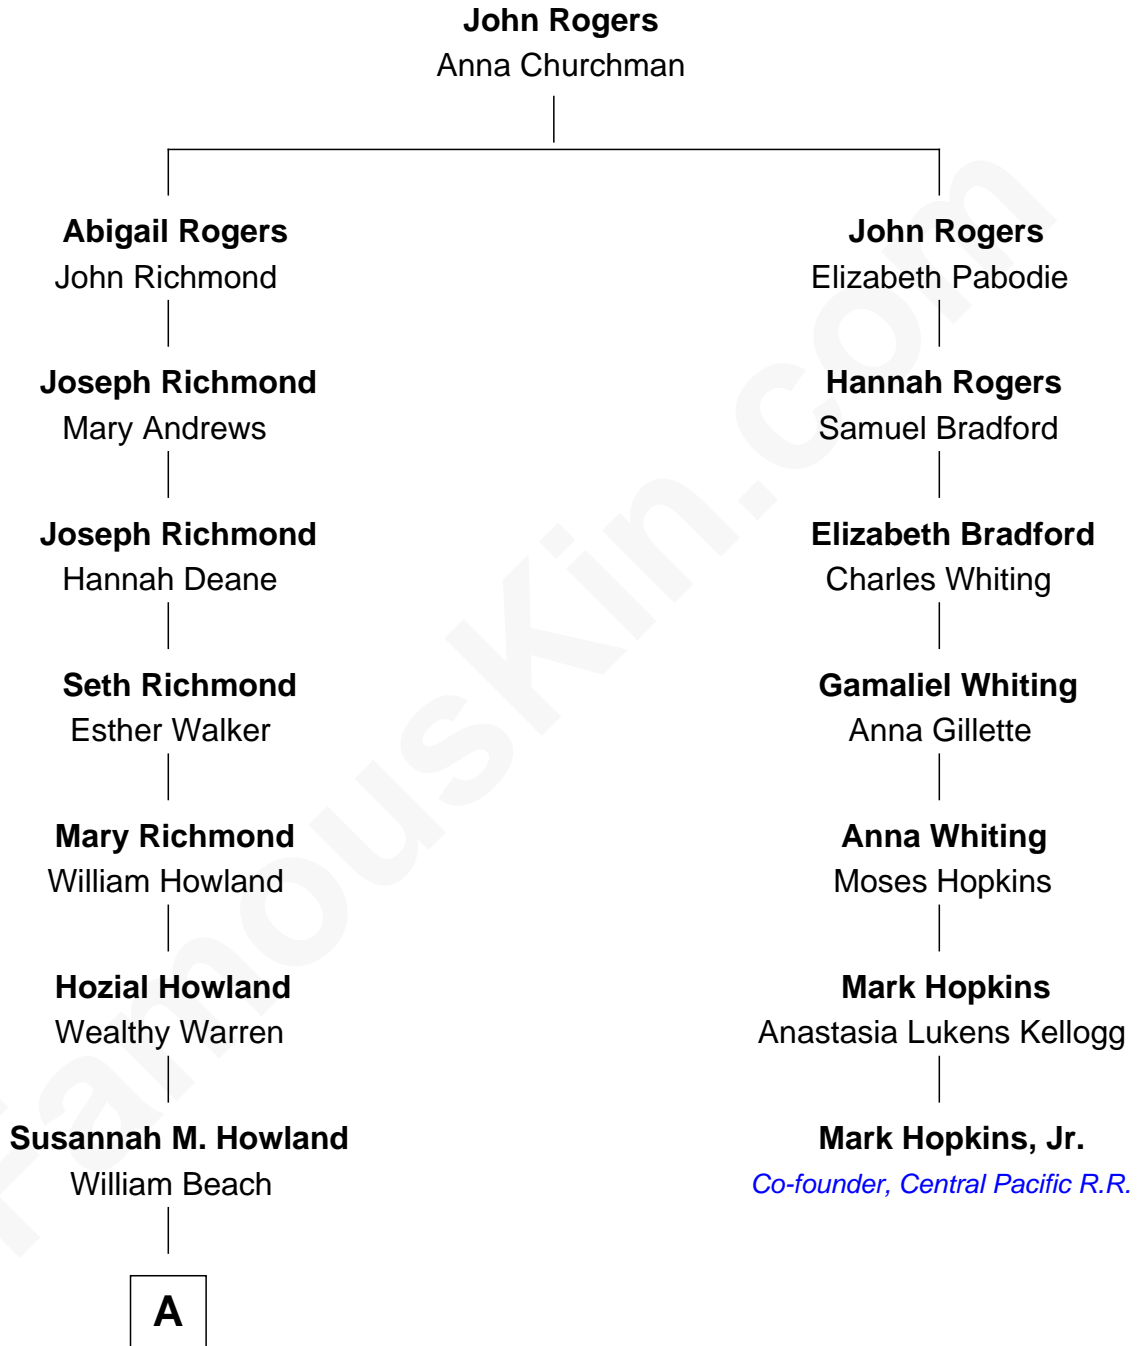 John Rogers
Anna Churchman
Abigail Rogers
John Richmond
John Rogers
Elizabeth Pabodie
Joseph Richmond
Mary Andrews
Hannah Rogers
Samuel Bradford
Joseph Richmond
Hannah Deane
Elizabeth Bradford
Charles Whiting
Seth Richmond
Esther Walker
Gamaliel Whiting
Anna Gillette
Mary Richmond
William Howland
Anna Whiting
Moses Hopkins
Hozial Howland
Wealthy Warren
Mark Hopkins
Anastasia Lukens Kellogg
Susannah M. Howland
William Beach
Mark Hopkins, Jr.
Co-founder, Central Pacific R.R.
A
FamousKin.com